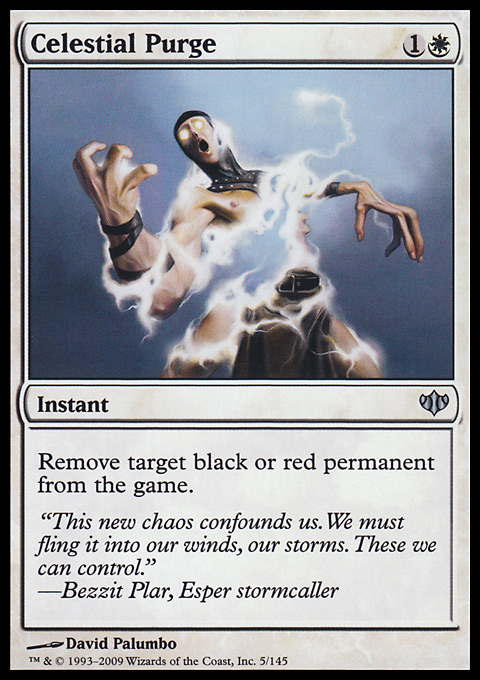 Celestial Purge 1
Instant
Remove target black or red permanent
from the game.
“This new chaos confounds us. We must
fling it into our winds, our storms. These we
can control.”
—Bezzit Plar, Esper stormcaller
David Palumbo
™ & © 1993–2009 Wizards of the Coast, Inc. 5/145